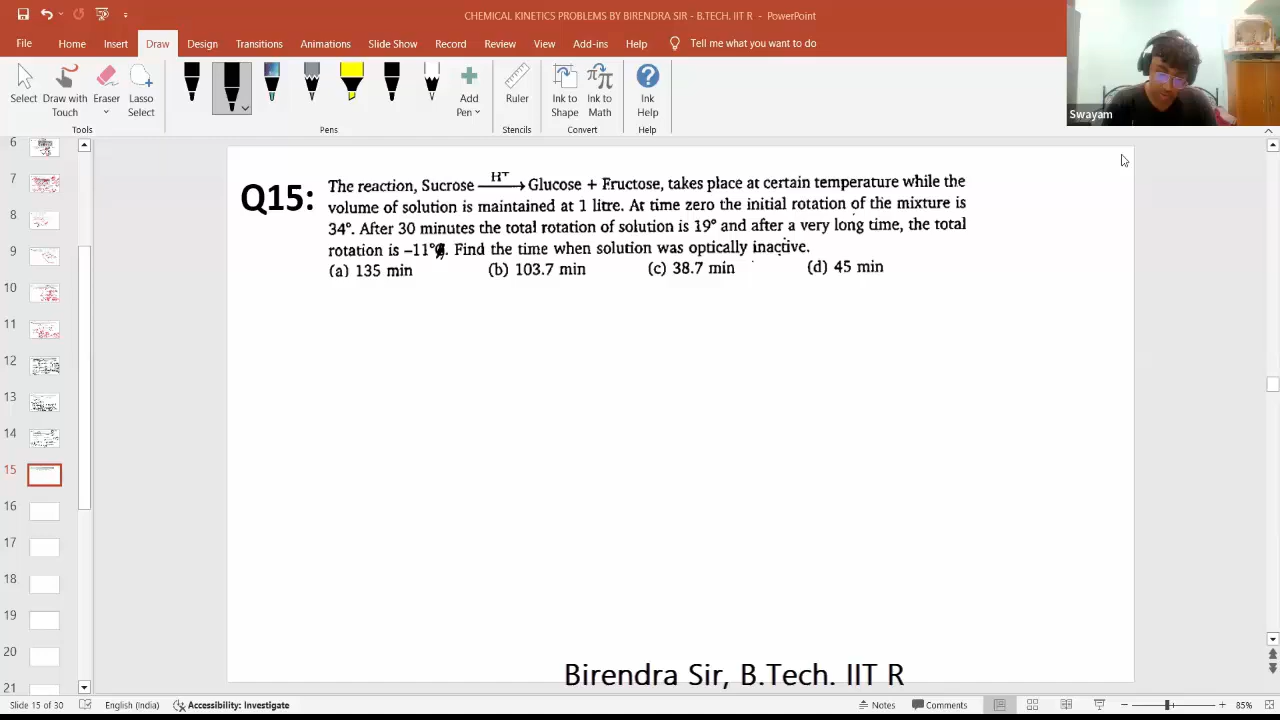 CHEMICAL KINETICS PROBLEMS BY BIRENDRA SIR - B.TECH. IIT R - PowerPoint
File Home Insert Draw Design Transitions Animations Slide Show Record Review View Add-ins Help Tell me what you want to do
Select Draw with Touch Eraser Lasso Select Add Pen Ruler Ink to Shape Ink to Math Ink Help
Tools Pens Stencils Convert Help
Swayam
6
7
8
9
10
11
12
13
14
15
16
17
18
19
20
21
Q15: The reaction, Sucrose H⁺ → Glucose + Fructose, takes place at certain temperature while the
volume of solution is maintained at 1 litre. At time zero the initial rotation of the mixture is
34°. After 30 minutes the total rotation of solution is 19° and after a very long time, the total
rotation is –11°. Find the time when solution was optically inactive.
(a) 135 min (b) 103.7 min (c) 38.7 min (d) 45 min
Birendra Sir, B.Tech. IIT R
Slide 15 of 30 English (India) Accessibility: Investigate Notes Comments 85%